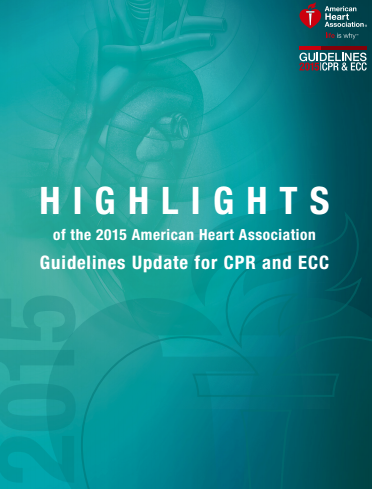 American
Heart
Association®
is why™
GUIDELINES
2015 CPR & ECC
HIGHLIGHTS
of the 2015 American Heart Association
Guidelines Update for CPR and ECC
2015